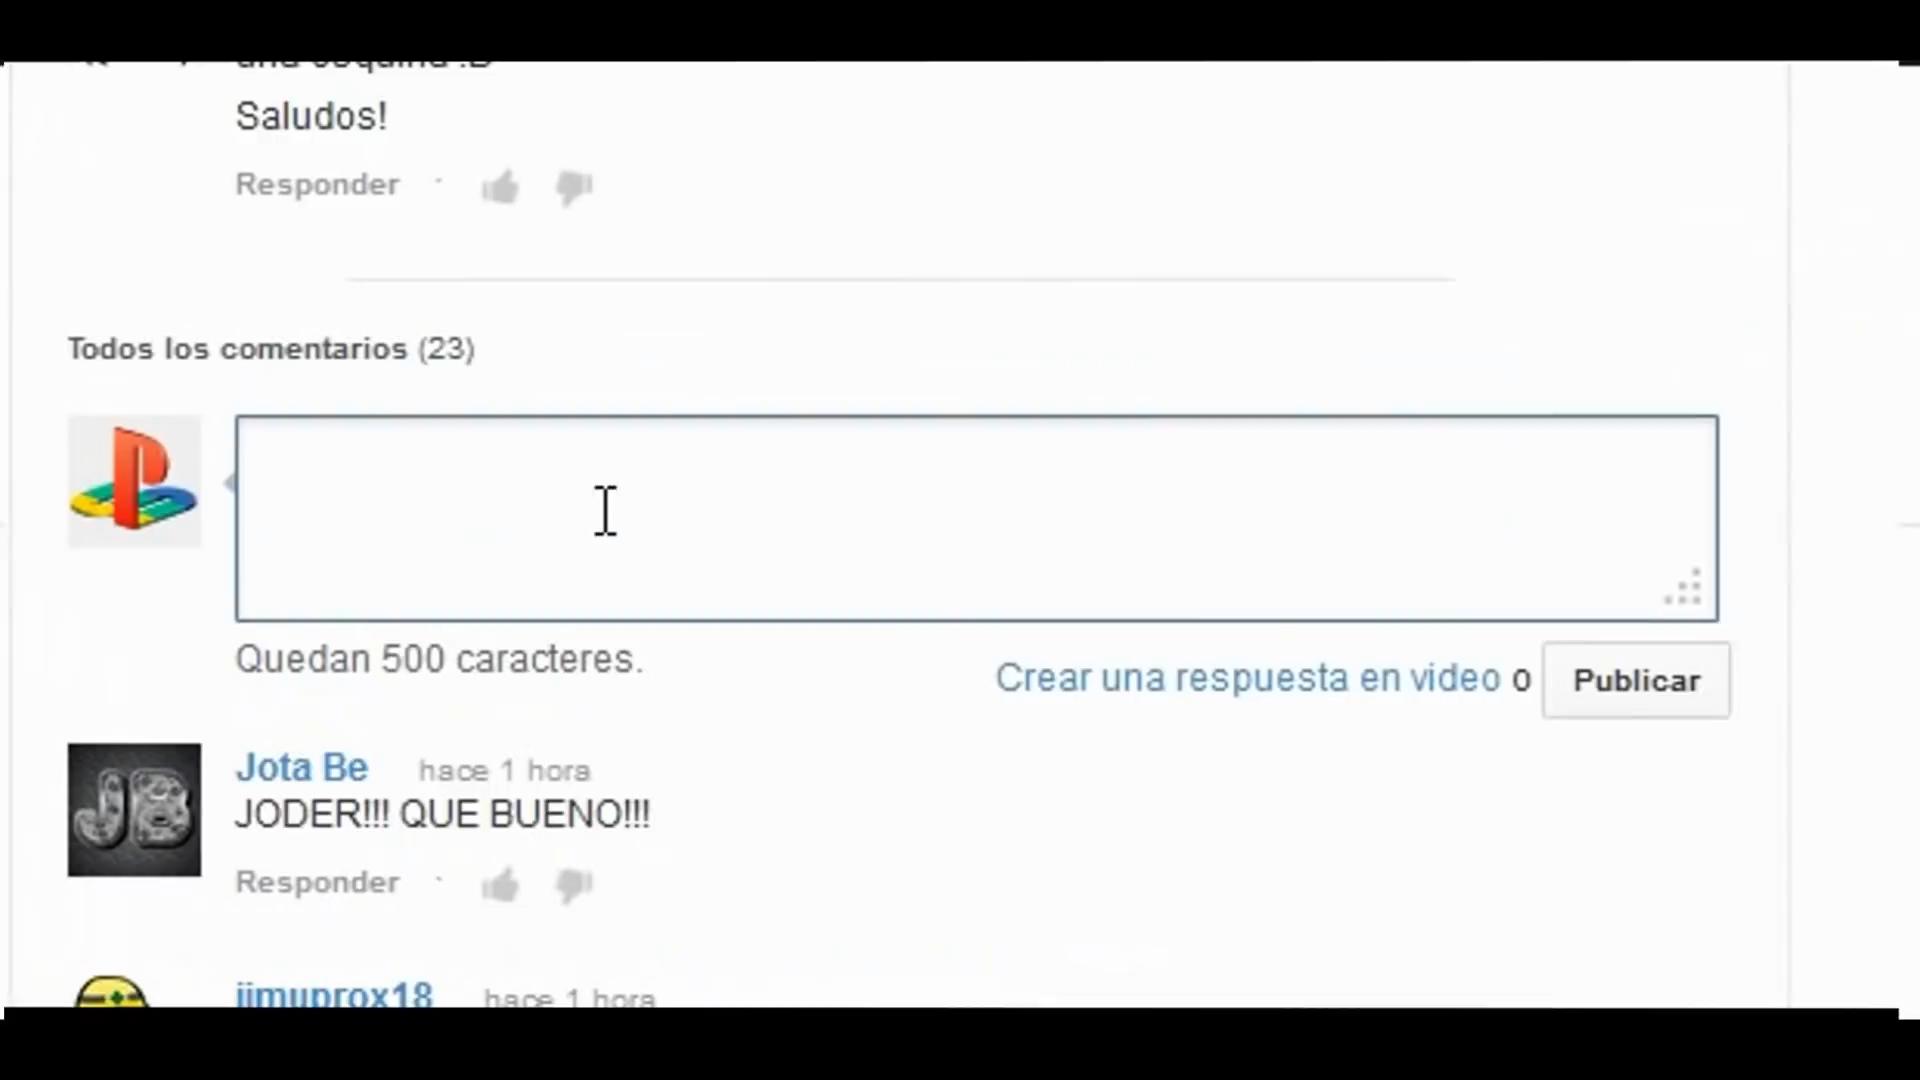 Saludos!
Responder
Todos los comentarios (23)
Quedan 500 caracteres.
Crear una respuesta en video o Publicar
Jota Be hace 1 hora
JODER!!! QUE BUENO!!!
Responder
jimuprox18 hace 1 hora